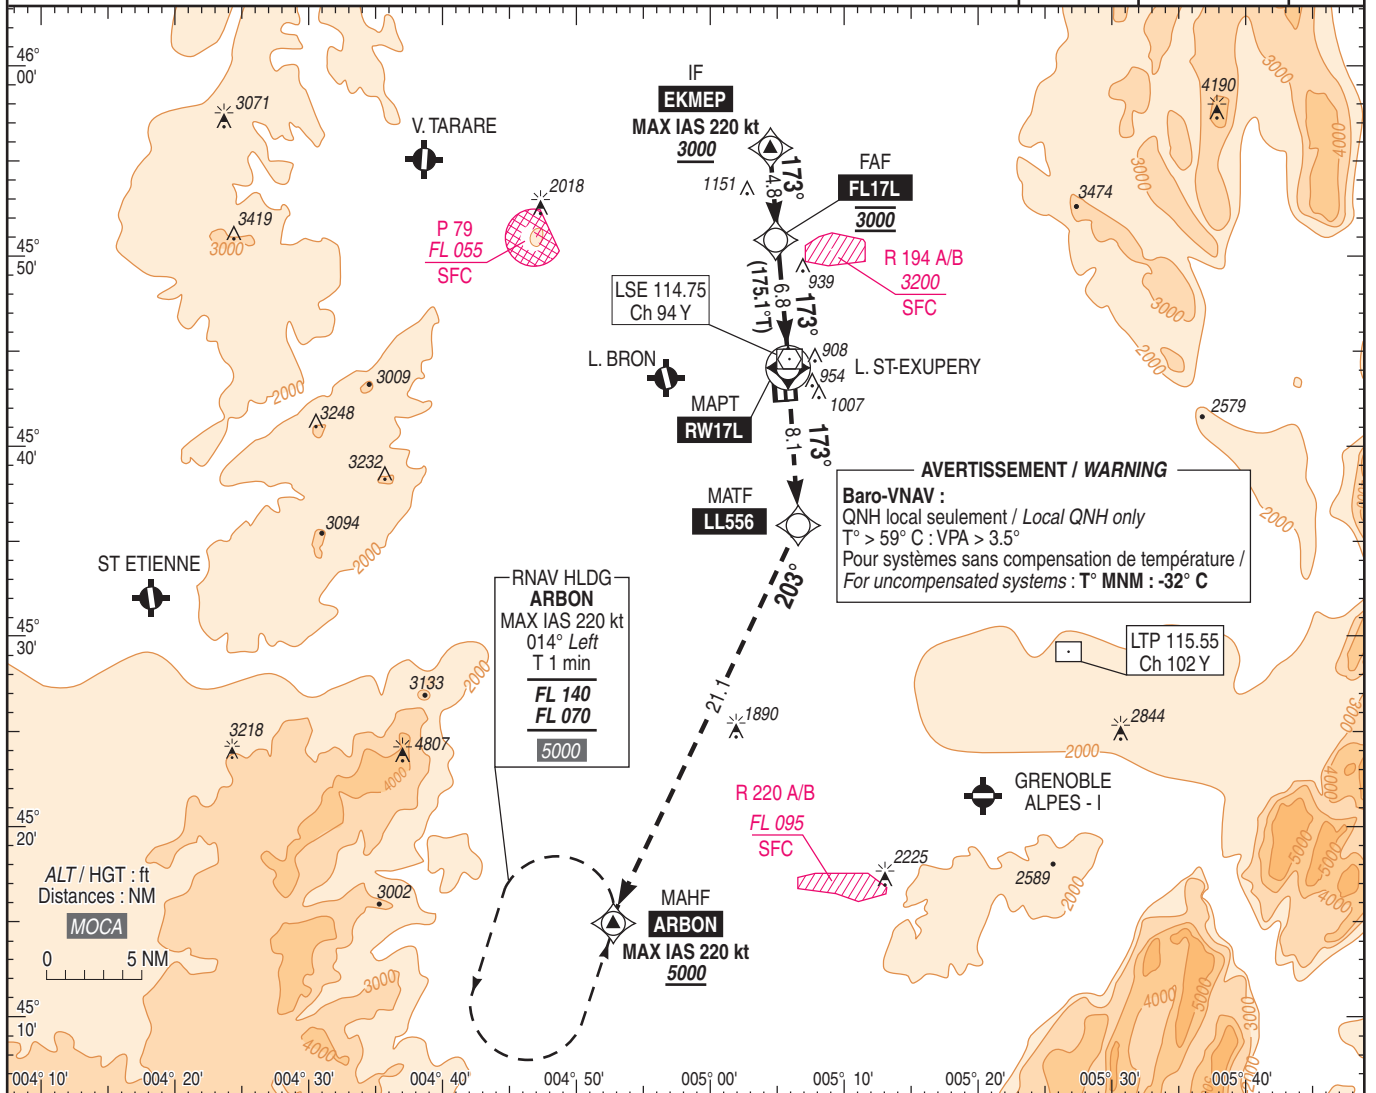 46°
00'
45°
50'
45°
40'
45°
30'
45°
20'
45°
10'
004° 10'
004° 20'
004° 30'
004° 40'
004° 50'
005° 00'
005° 10'
005° 20'
005° 30'
005° 40'
IF
EKMEP
MAX IAS 220 kt
3000
173°
4.8
1151
FAF
FL17L
3000
V. TARARE
3071
3419
3000
2018
P 79
FL 055
SFC
R 194 A/B
3200
SFC
939
(175.1°T)
6.8
173°
LSE 114.75
Ch 94 Y
L. BRON
908
954
1007
L. ST-EXUPERY
MAPT
RW17L
8.1
173°
MATF
LL556
203°
21.1
4190
3000
3000
4000
3474
3000
2000
2579
2000
3009
2000
3248
3232
3094
2000
ST ETIENNE
AVERTISSEMENT / WARNING
Baro-VNAV :
QNH local seulement / Local QNH only
T° > 59° C : VPA > 3.5°
Pour systèmes sans compensation de température /
For uncompensated systems : T° MNM : -32° C
RNAV HLDG
ARBON
MAX IAS 220 kt
014° Left
T 1 min
FL 140
FL 070
5000
LTP 115.55
Ch 102 Y
2844
2000
3000
4000
5000
5000
4000
1890
3133
2000
3218
4807
4000
GRENOBLE
ALPES - I
R 220 A/B
FL 095
SFC
2225
2589
2000
3002
3000
4000
ALT / HGT : ft
Distances : NM
MOCA
0 5 NM
MAHF
ARBON
MAX IAS 220 kt
5000
4000
5000
3000
2000